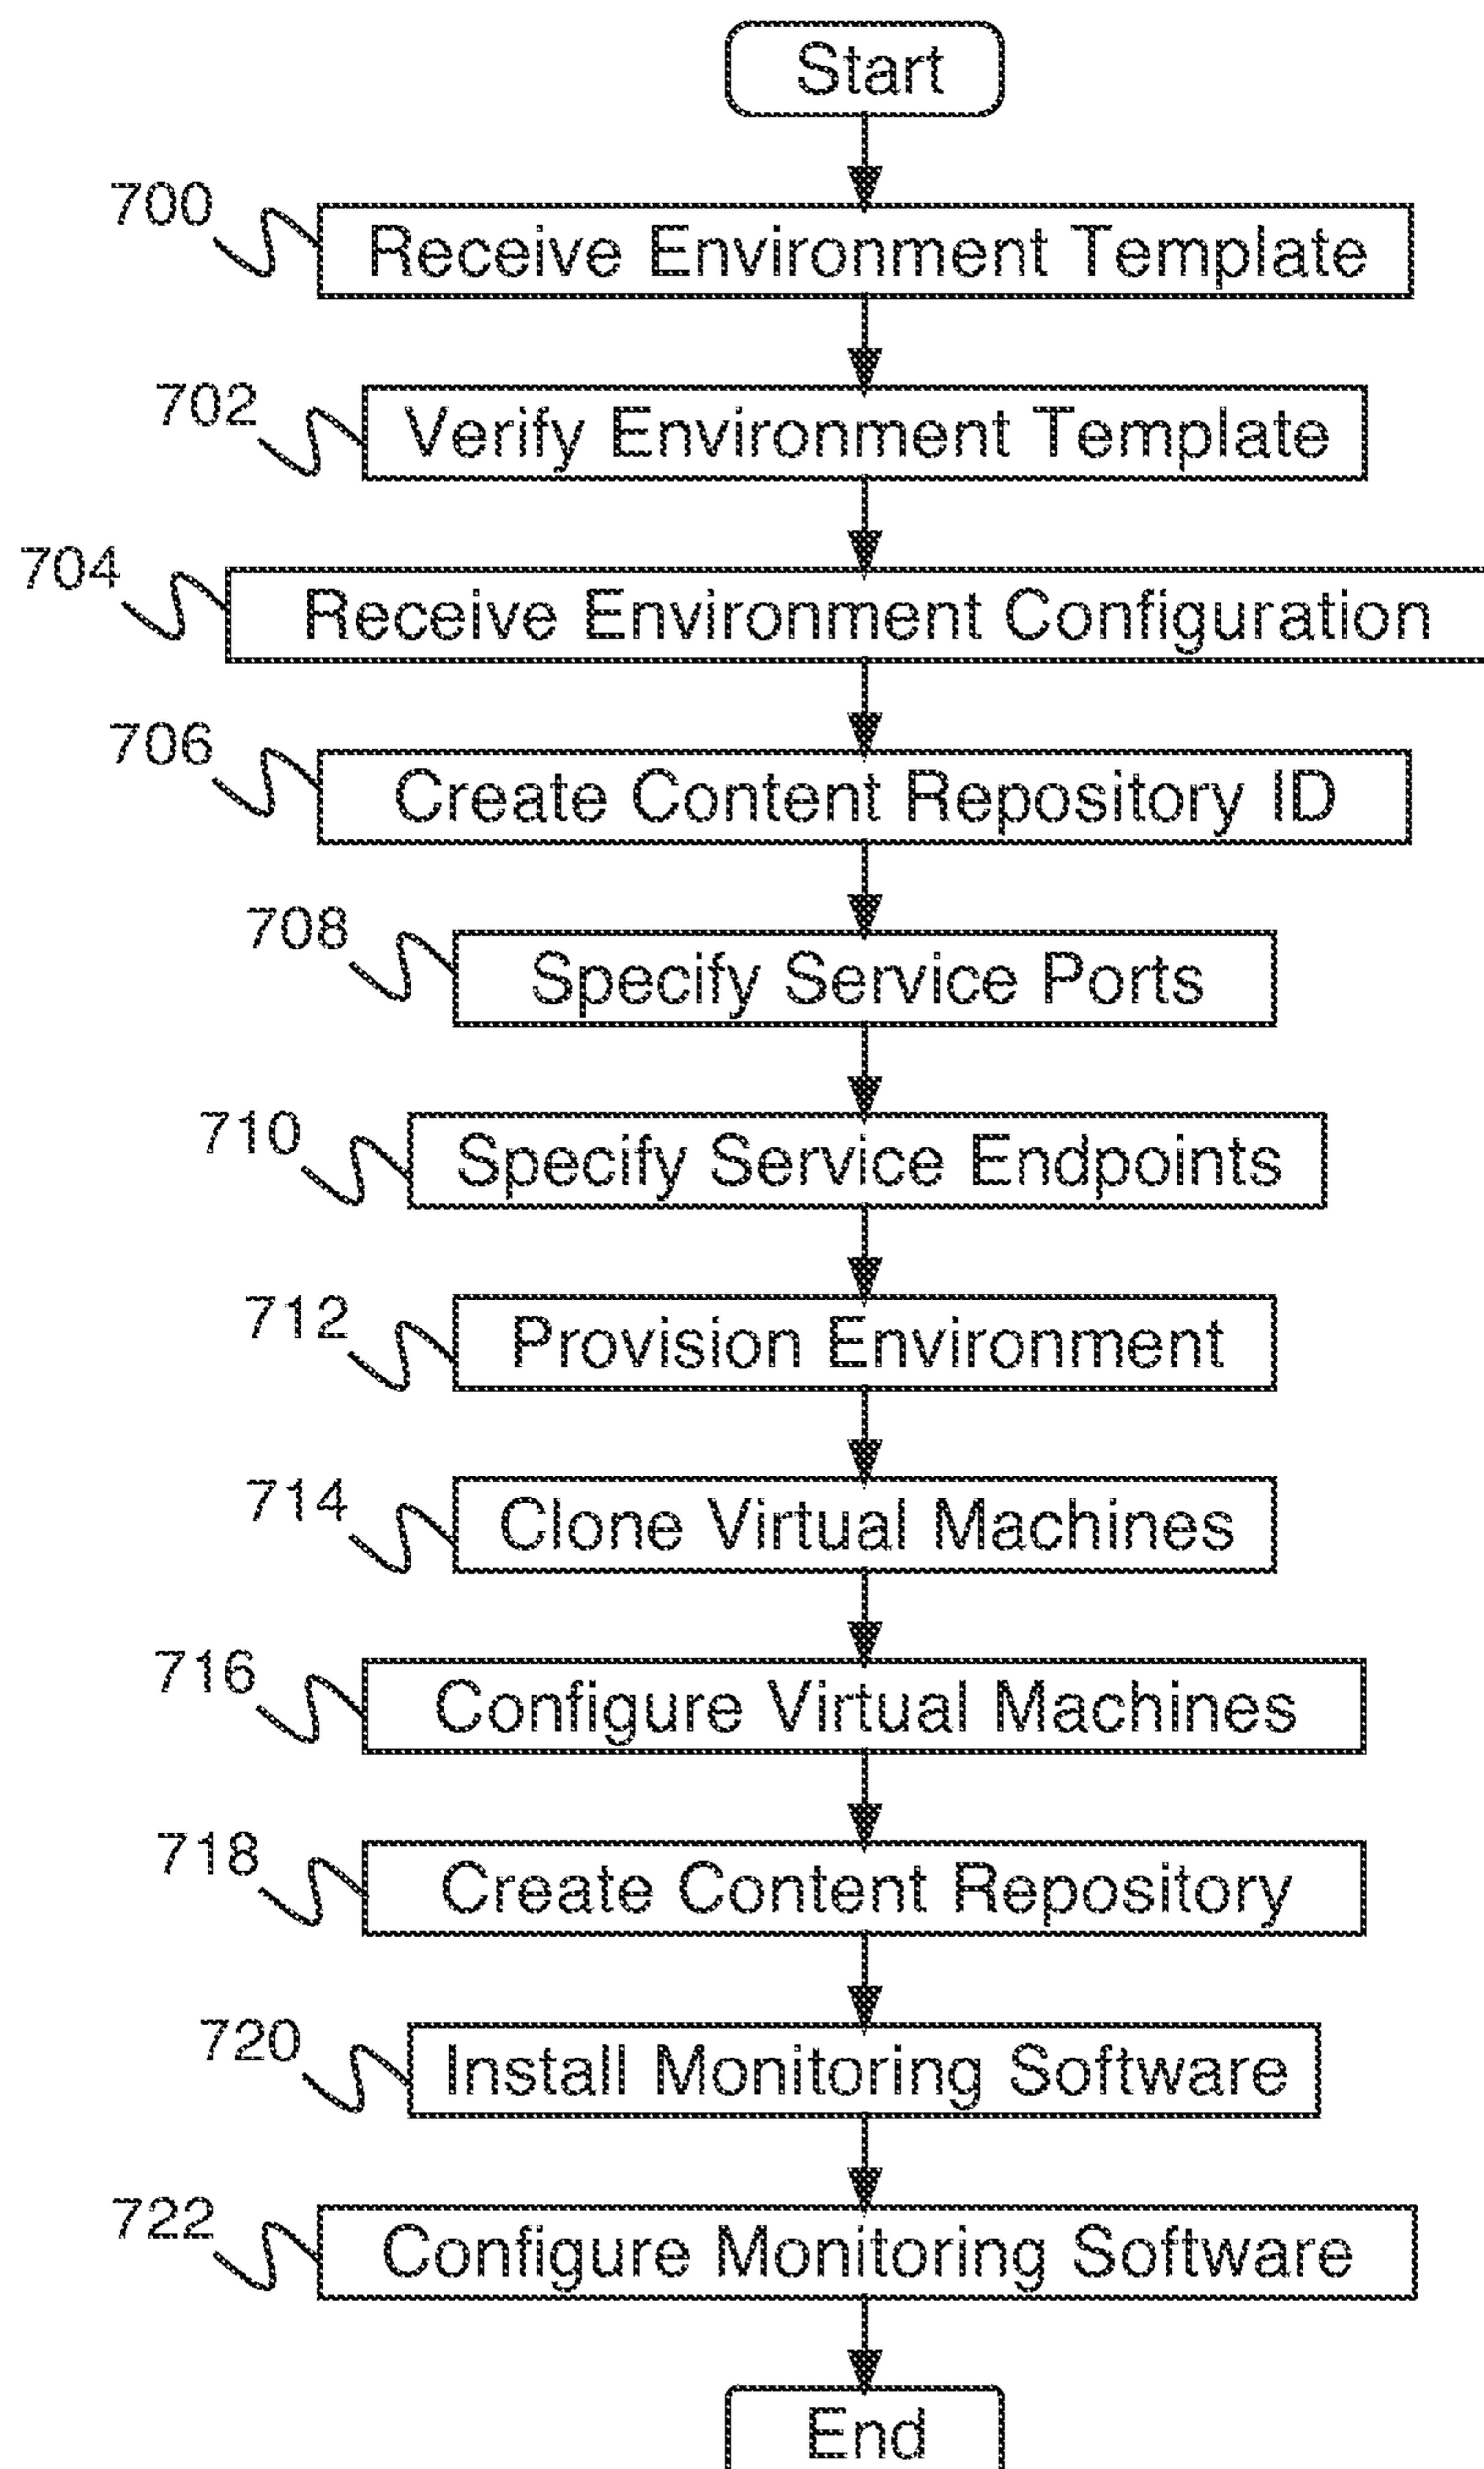 Start
700
Receive Environment Template
702
Verify Environment Template
704
Receive Environment Configuration
706
Create Content Repository ID
708
Specify Service Ports
710
Specify Service Endpoints
712
Provision Environment
714
Clone Virtual Machines
716
Configure Virtual Machines
718
Create Content Repository
720
Install Monitoring Software
722
Configure Monitoring Software
End